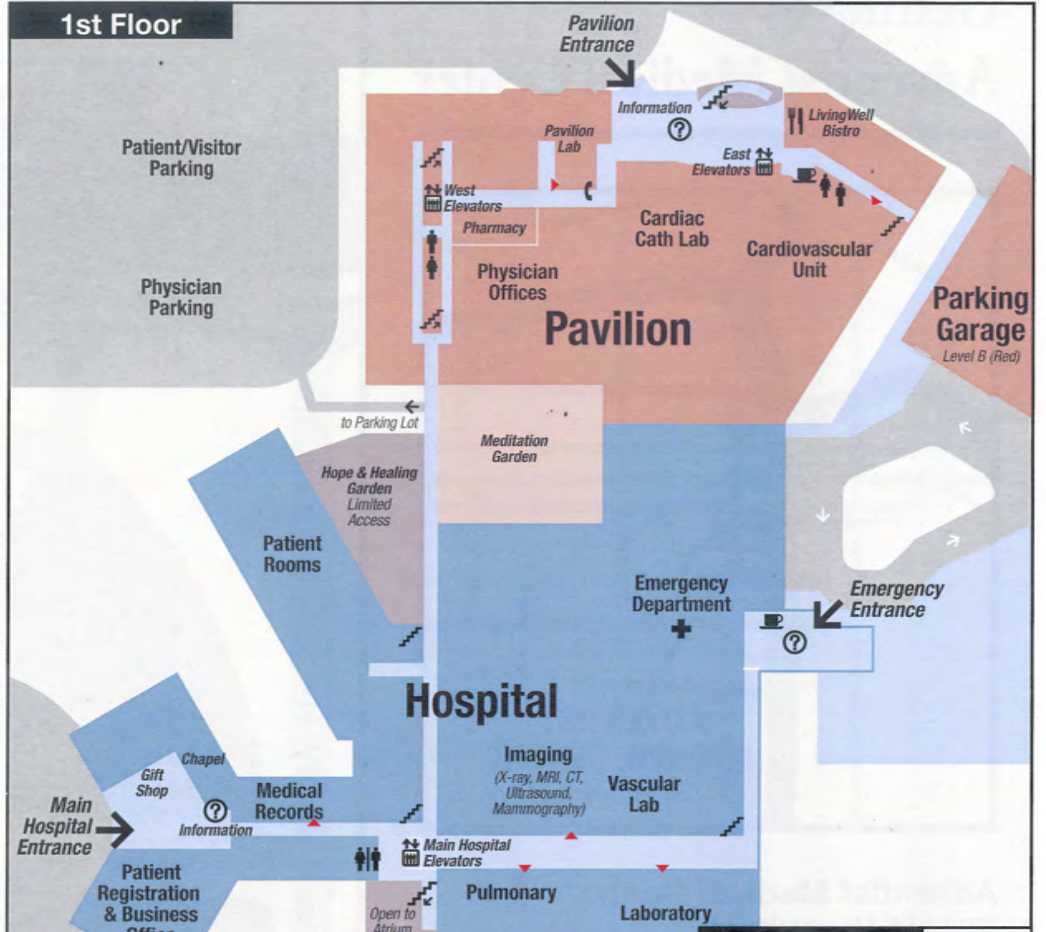 1st Floor
Pavilion
Entrance
Information
?
LivingWell
Bistro
Patient/Visitor
Parking
Pavilion
Lab
East
Elevators
West
Elevators
Pharmacy
Cardiac
Cath Lab
Cardiovascular
Unit
Physician
Offices
Physician
Parking
Pavilion
Parking
Garage
Level B (Red)
to Parking Lot
Meditation
Garden
Hope & Healing
Garden
Limited
Access
Patient
Rooms
Emergency
Department
Emergency
Entrance
?
Hospital
Imaging
(X-ray, MRI, CT,
Ultrasound,
Mammography)
Vascular
Lab
Chapel
Gift
Shop
Medical
Records
Main
Hospital
Entrance
?
Information
Main Hospital
Elevators
Patient
Registration
& Business
Office
Pulmonary
Laboratory
Open to
Atrium